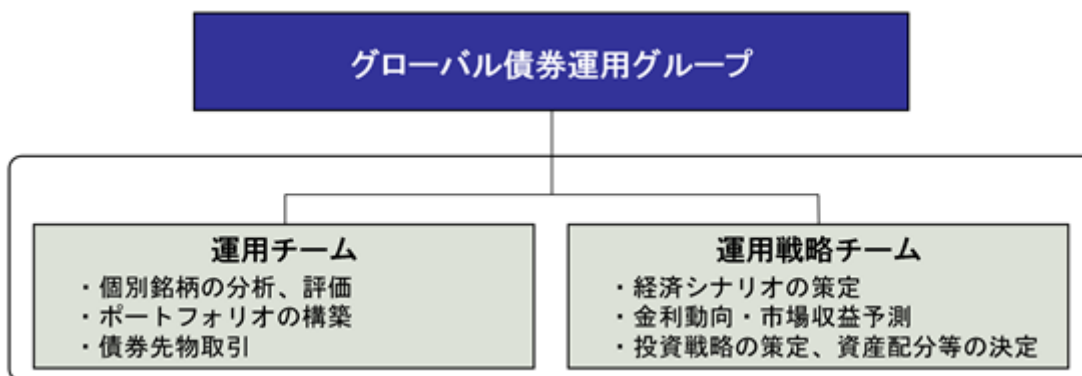 グローバル債券運用グループ
運用チーム
・個別銘柄の分析、評価
・ポートフォリオの構築
・債券先物取引
運用戦略チーム
・経済シナリオの策定
・金利動向・市場収益予測
・投資戦略の策定、資産配分等の決定